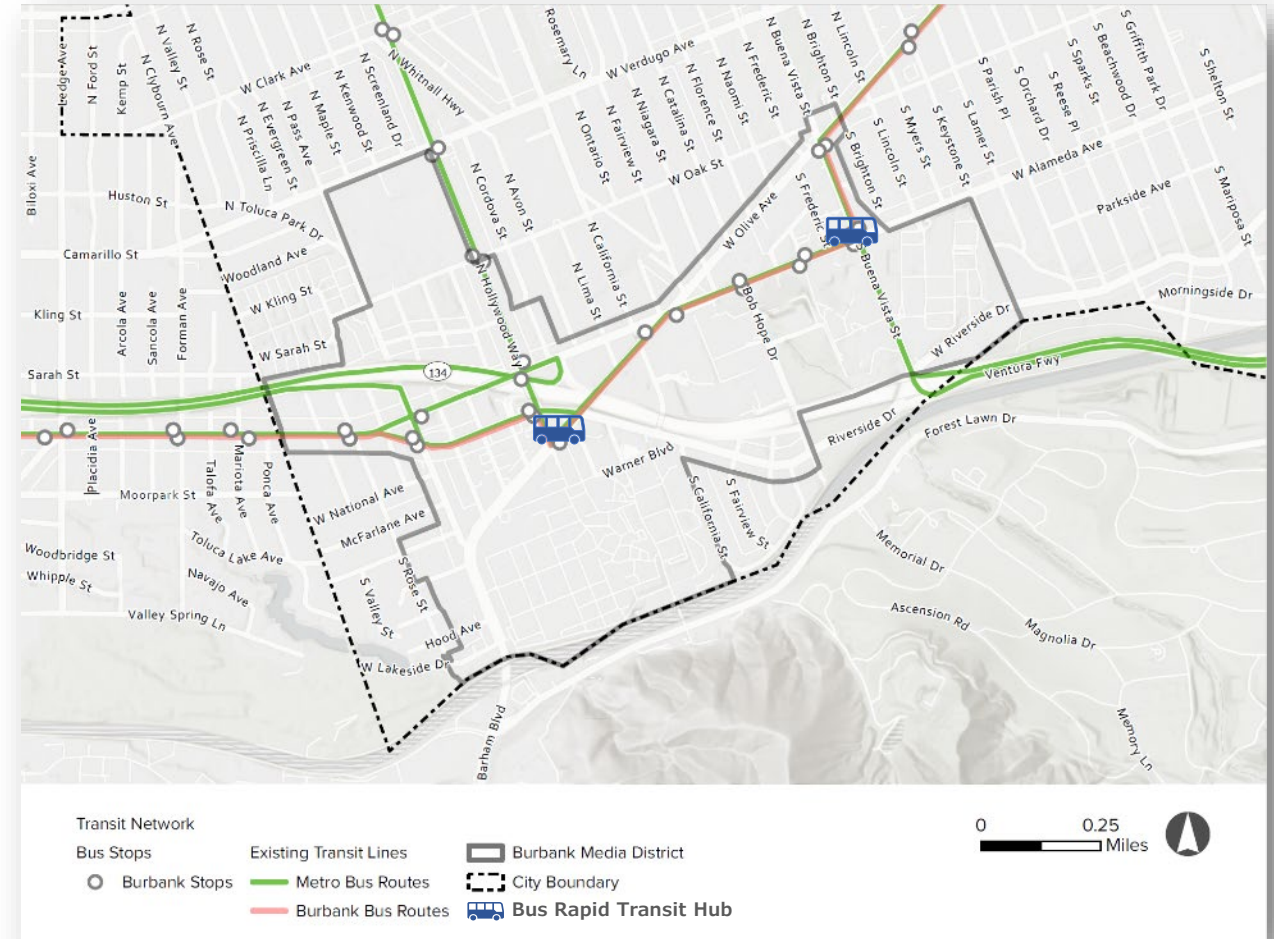 Ledge Ave
N Ford St
Kemp St
N Clybourn Ave
N Valley St
N Rose St
W Clark Ave
N Priscilla Ln
N Evergreen St
N Pass Ave
N Maple St
N Kenwood St
N Screenland Dr
N Whitnall Hwy
Rosemary Ln
W Verdugo Ave
N Ontario St
N Fairview St
N Niagara St
N Catalina St
N Florence St
N Naomi St
N Frederic St
N Buena Vista St
N Brighton St
N Lincoln St
S Griffith Park Dr
S Beachwood Dr
S Sparks St
S Reese Pl
S Orchard Dr
S Parish Pl
S Shelton St
S Lamer St
S Keystone St
S Myers St
S Lincoln St
S Brighton St
W Alameda Ave
Parkside Ave
S Mariposa St
Biloxi Ave
Huston St
N Toluca Park Dr
N Cordova St
N Avon St
W Oak St
W Olive Ave
S Frederic St
Camarillo St
Woodland Ave
N Hollywood Way
N Lima St
N California St
Bob Hope Dr
S Buena Vista St
Morningside Dr
Kling St
Arcola Ave
Sancola Ave
Forman Ave
W Kling St
W Sarah St
W Riverside Dr
Sarah St
134
Ventura Fwy
Placidia Ave
Riverside Dr
Forest Lawn Dr
Warner Blvd
Talofa Ave
Mariota Ave
Ponca Ave
Moorpark St
W National Ave
McFarlane Ave
S California St
S Fairview St
Woodbridge St
Toluca Lake Ave
Whipple St
Navajo Ave
S Rose St
S Valley St
Memorial Dr
Valley Spring Ln
Hood Ave
Ascension Rd
Magnolia Dr
W Lakeside Dr
Barham Blvd
Memory Ln
Transit Network
Bus Stops
Burbank Stops
Existing Transit Lines
Metro Bus Routes
Burbank Bus Routes
Burbank Media District
City Boundary
Bus Rapid Transit Hub
0 0.25
Miles